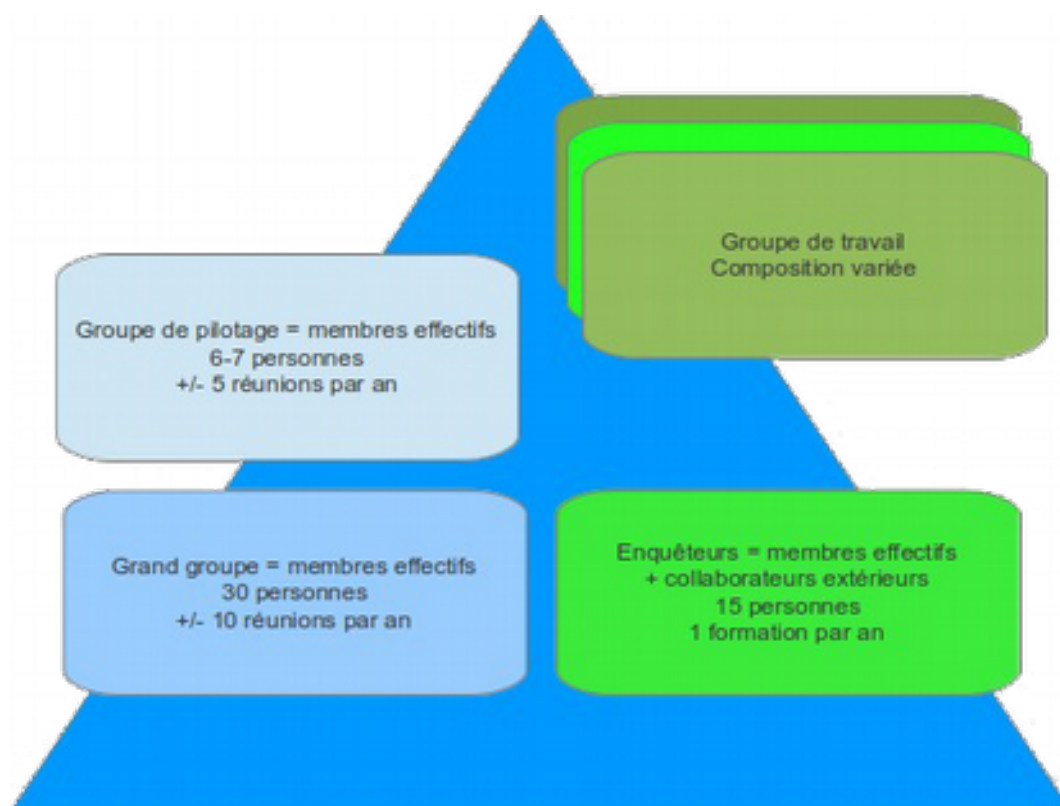 Groupe de travail
Composition variée
Groupe de pilotage = membres effectifs
6-7 personnes
+/- 5 réunions par an
Grand groupe = membres effectifs
30 personnes
+/- 10 réunions par an
Enquêteurs = membres effectifs
+ collaborateurs extérieurs
15 personnes
1 formation par an